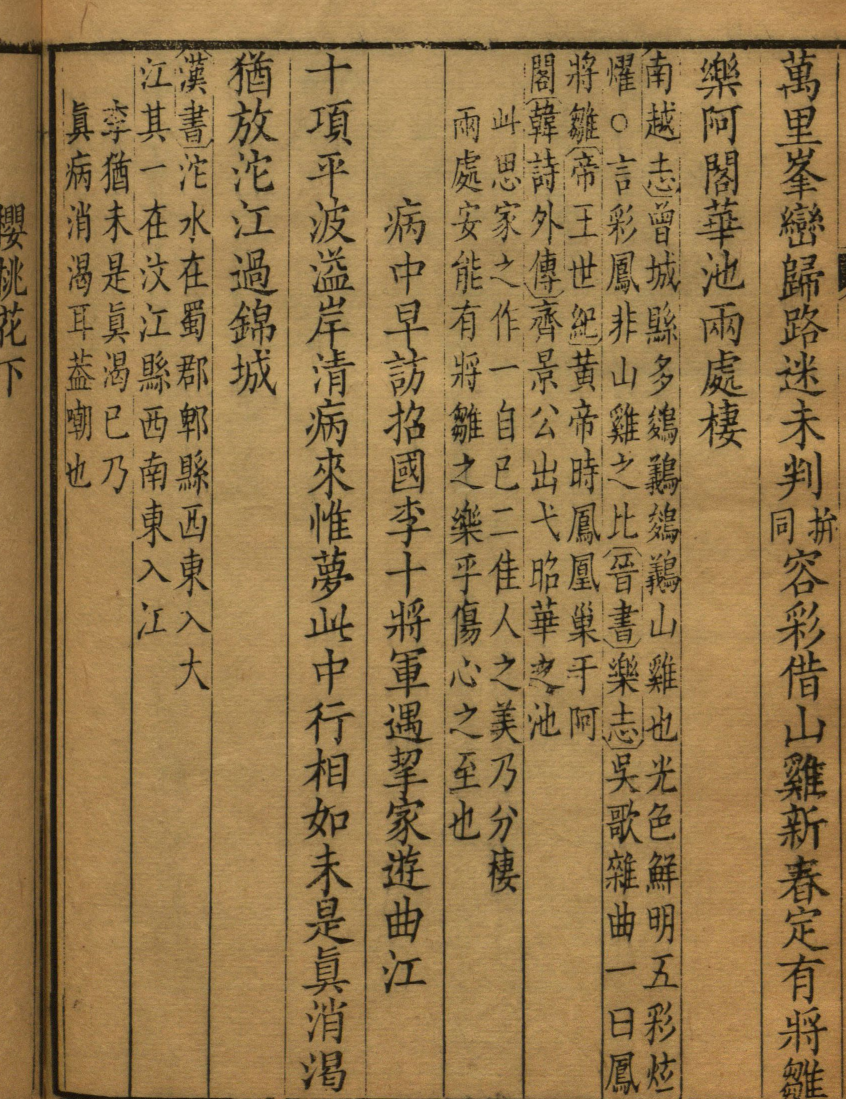 萬里峯巒歸路迷未判拚同容彩借山雞新春定有將雛
樂阿閣華池兩處棲
南越志曾城縣多鵕䴊鵕䴊山雞也光色鮮明五彩炫
燿○言彩鳳非山雞之比晉書樂志吳歌雜曲一曰鳳
將雛帝王世紀黃帝時鳳凰巢于阿
閣韓詩外傳齊景公出弋昭華之池
此思家之作一自已二佳人之美乃分棲
兩處安能有將雛之樂乎傷心之至也
病中早訪招國李十將軍遇挈家遊曲江
十項平波溢岸清病來惟夢此中行相如未是眞消渴
猶放沱江過錦城
漢書沱水在蜀郡郫縣西東入大
江其一在汶江縣西南東入江
李猶未是眞渴已乃
眞病消渴耳葢嘲也
櫻桃花下